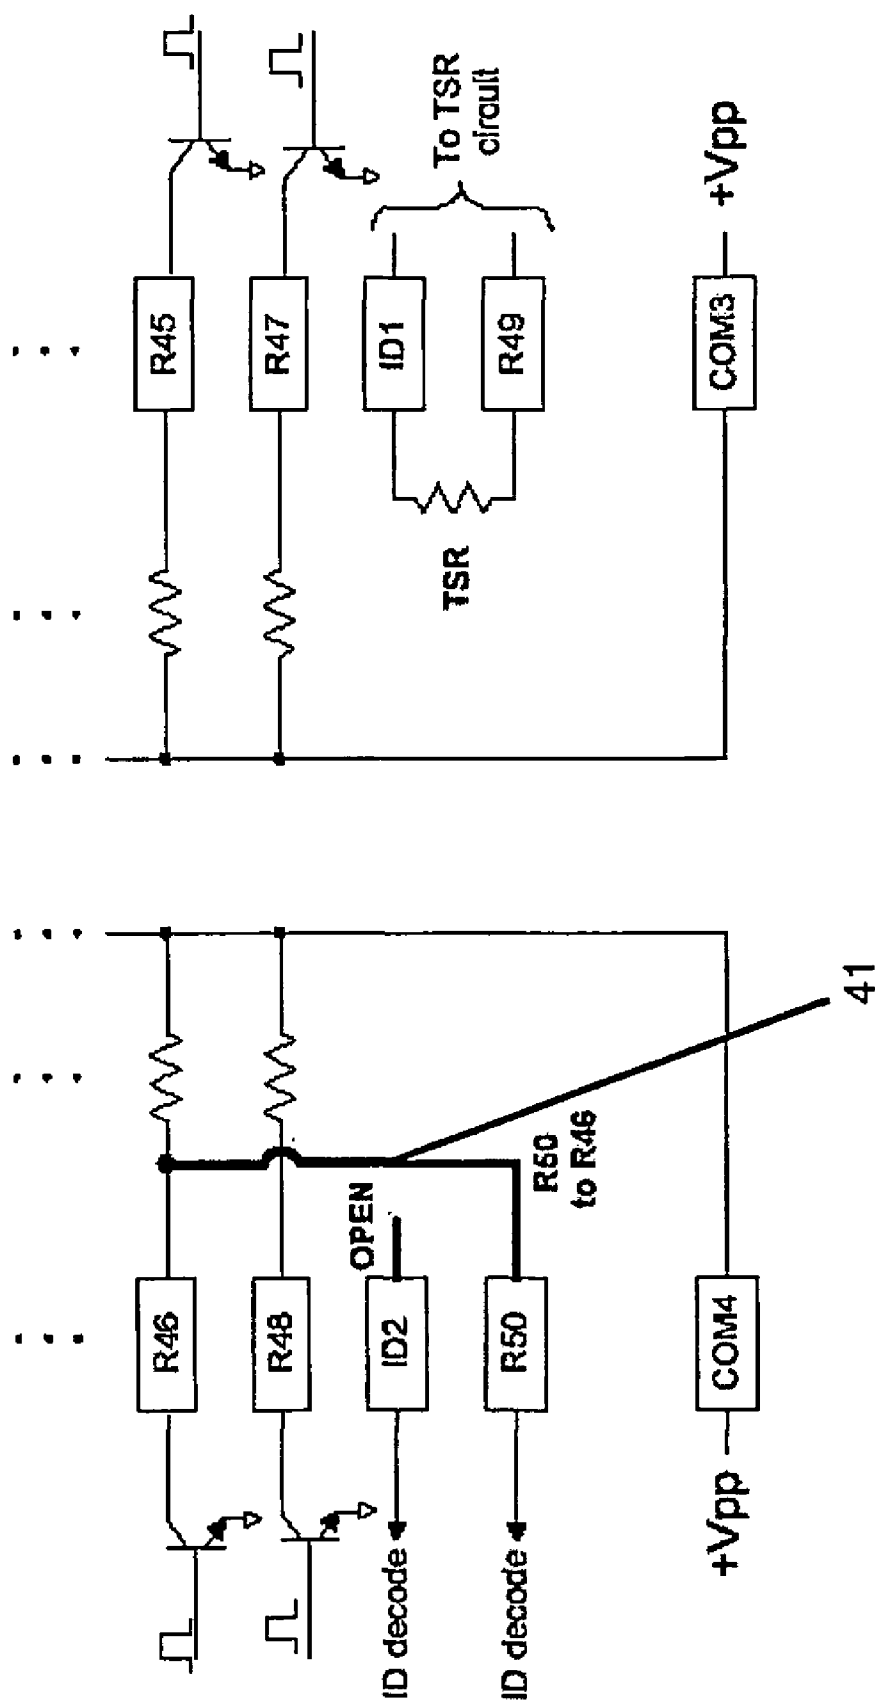 R46
R45
R48
R47
OPEN
ID decode
ID2
ID1
To TSR
circuit
TSR
ID decode
R50
R50
to R46
R49
+Vpp
COM4
COM3
+Vpp
41